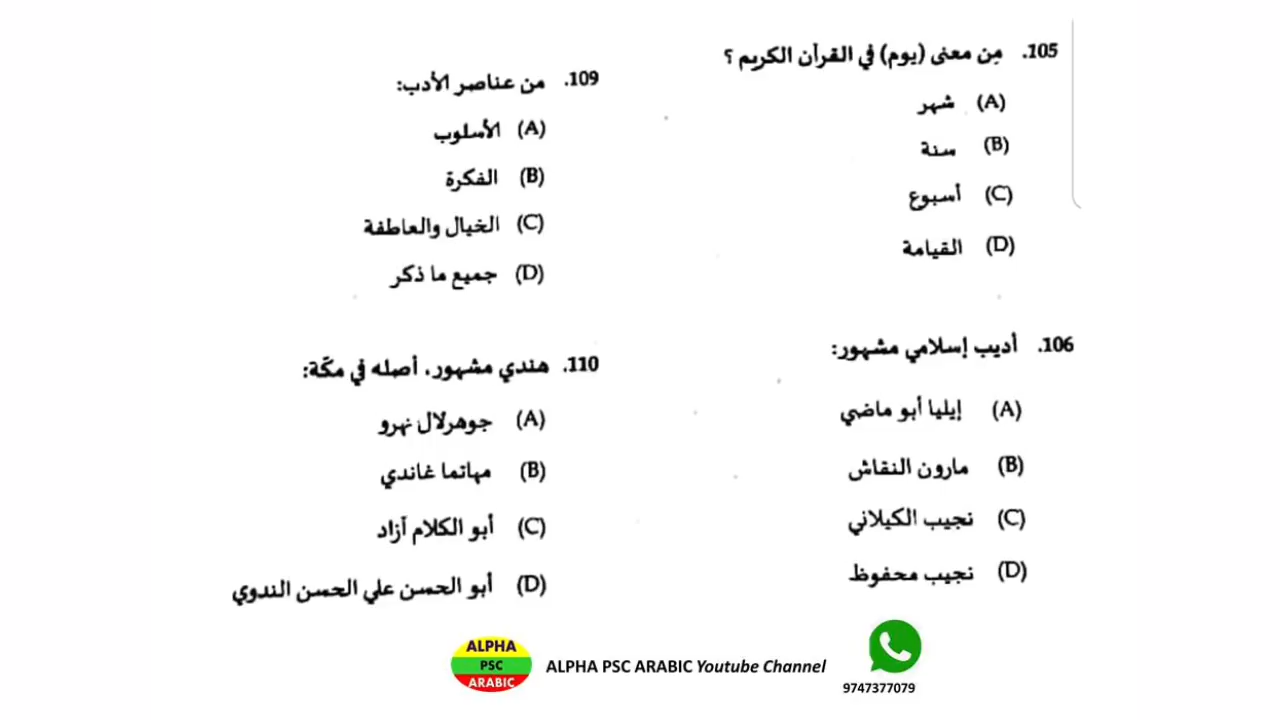 105. مِن معنى (يوم) في القرآن الكريم ؟
(A) شهر
(B) سنة
(C) أسبوع
(D) القيامة
106. أديب إسلامي مشهور:
(A) إيليا أبو ماضي
(B) مارون النقاش
(C) نجيب الكيلاني
(D) نجيب محفوظ
109. من عناصر الأدب:
(A) الأسلوب
(B) الفكرة
(C) الخيال والعاطفة
(D) جميع ما ذكر
110. هندي مشهور، أصله في مكّة:
(A) جوهرلال نهرو
(B) مهاتما غاندي
(C) أبو الكلام آزاد
(D) أبو الحسن علي الحسن الندوي
ALPHA
PSC
ARABIC
ALPHA PSC ARABIC Youtube Channel
9747377079